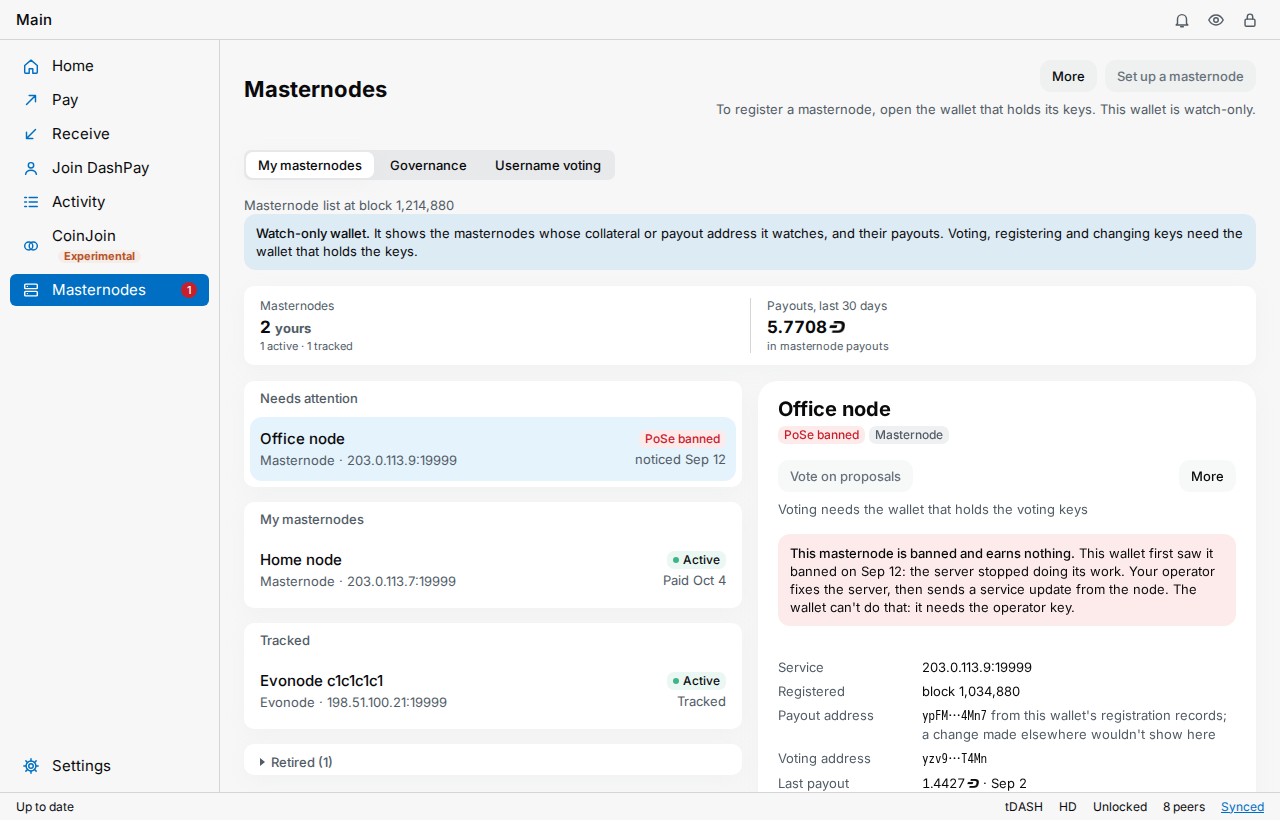 Main
Home
Pay
Receive
Join DashPay
Activity
CoinJoin
Experimental
Masternodes 1
Settings
Masternodes
More
Set up a masternode
To register a masternode, open the wallet that holds its keys. This wallet is watch-only.
My masternodes
Governance
Username voting
Masternode list at block 1,214,880
Watch-only wallet. It shows the masternodes whose collateral or payout address it watches, and their payouts. Voting, registering and changing keys need the
wallet that holds the keys.
Masternodes
2 yours
1 active · 1 tracked
Payouts, last 30 days
5.7708
in masternode payouts
Needs attention
Office node
PoSe banned
Masternode · 203.0.113.9:19999
noticed Sep 12
My masternodes
Home node
Active
Masternode · 203.0.113.7:19999
Paid Oct 4
Tracked
Evonode c1c1c1c1
Active
Evonode · 198.51.100.21:19999
Tracked
Retired (1)
Office node
PoSe banned
Masternode
Vote on proposals
More
Voting needs the wallet that holds the voting keys
This masternode is banned and earns nothing. This wallet first saw it
banned on Sep 12: the server stopped doing its work. Your operator
fixes the server, then sends a service update from the node. The
wallet can't do that: it needs the operator key.
Service 203.0.113.9:19999
Registered block 1,034,880
Payout address ypFM···4Mn7 from this wallet's registration records;
a change made elsewhere wouldn't show here
Voting address yzv9···T4Mn
Last payout 1.4427 · Sep 2
Up to date
tDASH
HD
Unlocked
8 peers
Synced